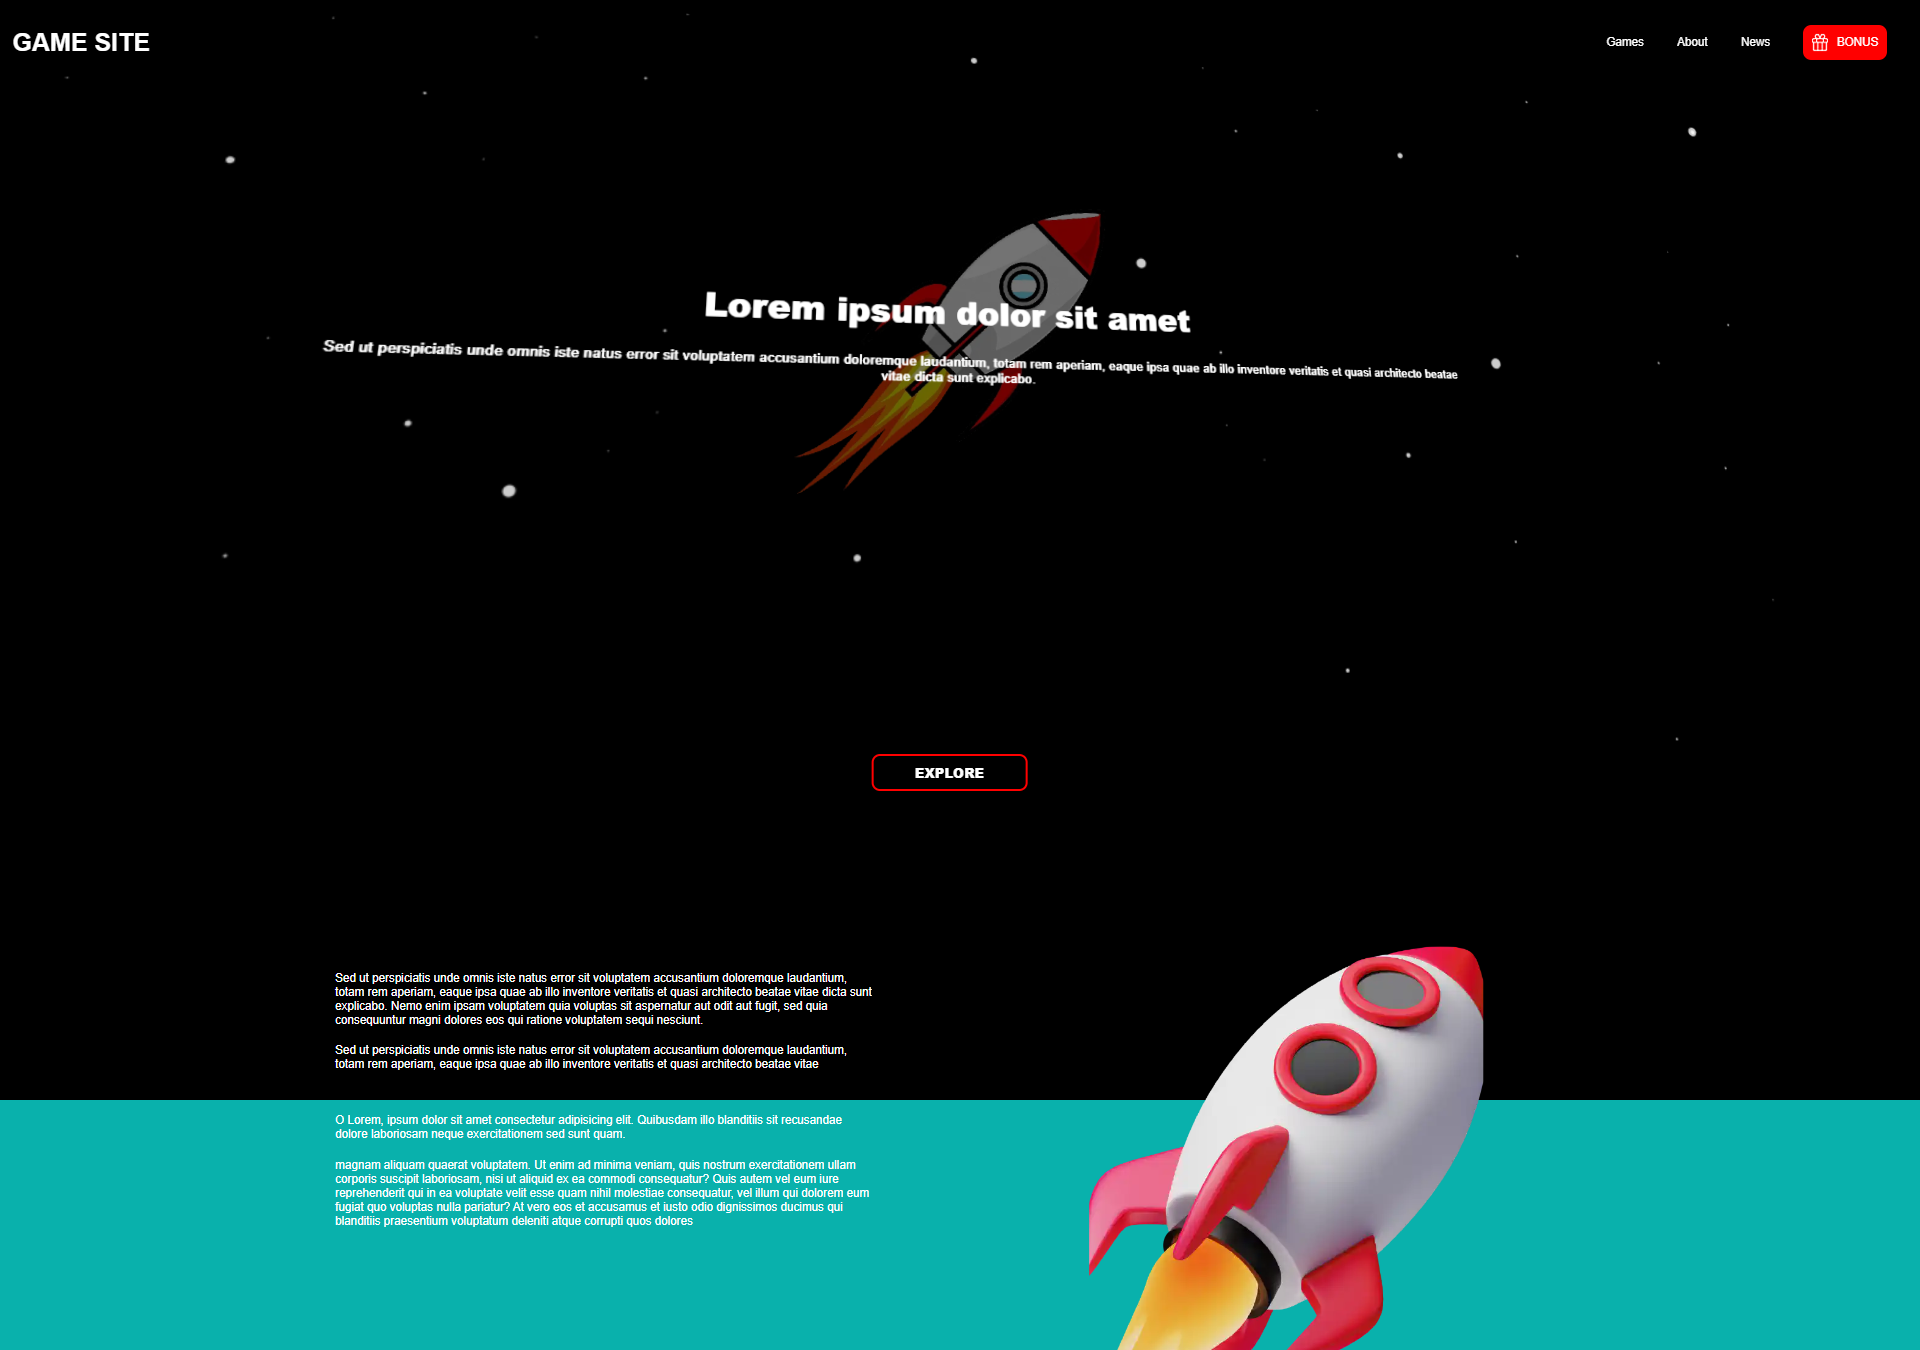 GAME SITE
Games
About
News
BONUS
Lorem ipsum dolor sit amet
Sed ut perspiciatis unde omnis iste natus error sit voluptatem accusantium doloremque laudantium, totam rem aperiam, eaque ipsa quae ab illo inventore veritatis et quasi architecto beatae
vitae dicta sunt explicabo.
EXPLORE
Sed ut perspiciatis unde omnis iste natus error sit voluptatem accusantium doloremque laudantium,
totam rem aperiam, eaque ipsa quae ab illo inventore veritatis et quasi architecto beatae vitae dicta sunt
explicabo. Nemo enim ipsam voluptatem quia voluptas sit aspernatur aut odit aut fugit, sed quia
consequuntur magni dolores eos qui ratione voluptatem sequi nesciunt.
Sed ut perspiciatis unde omnis iste natus error sit voluptatem accusantium doloremque laudantium,
totam rem aperiam, eaque ipsa quae ab illo inventore veritatis et quasi architecto beatae vitae
O Lorem, ipsum dolor sit amet consectetur adipisicing elit. Quibusdam illo blanditiis sit recusandae
dolore laboriosam neque exercitationem sed sunt quam.
magnam aliquam quaerat voluptatem. Ut enim ad minima veniam, quis nostrum exercitationem ullam
corporis suscipit laboriosam, nisi ut aliquid ex ea commodi consequatur? Quis autem vel eum iure
reprehenderit qui in ea voluptate velit esse quam nihil molestiae consequatur, vel illum qui dolorem eum
fugiat quo voluptas nulla pariatur? At vero eos et accusamus et iusto odio dignissimos ducimus qui
blanditiis praesentium voluptatum deleniti atque corrupti quos dolores